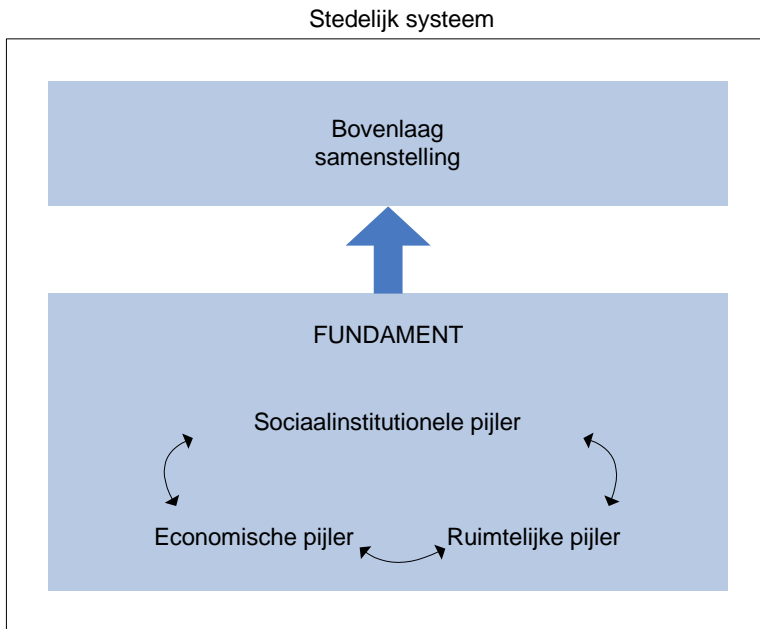 Stedelijk systeem
Bovenlaag
samenstelling
FUNDAMENT
Sociaalinstitutionele pijler
Economische pijler
Ruimtelijke pijler